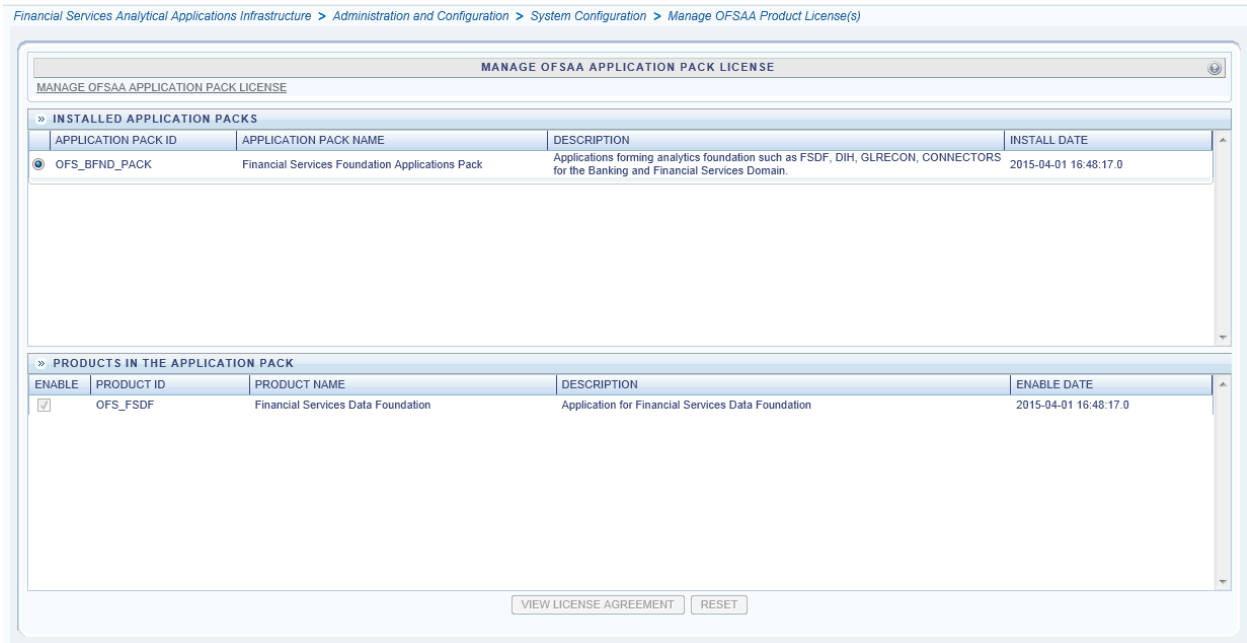 Financial Services Analytical Applications Infrastructure > Administration and Configuration > System Configuration > Manage OFSAA Product License(s)
MANAGE OFSAA APPLICATION PACK LICENSE
MANAGE OFSAA APPLICATION PACK LICENSE
» INSTALLED APPLICATION PACKS
APPLICATION PACK ID APPLICATION PACK NAME DESCRIPTION INSTALL DATE
OFS_BFND_PACK Financial Services Foundation Applications Pack Applications forming analytics foundation such as FSDF, DIH, GLRECON, CONNECTORS 2015-04-01 16:48:17.0
for the Banking and Financial Services Domain.
» PRODUCTS IN THE APPLICATION PACK
ENABLE PRODUCT ID PRODUCT NAME DESCRIPTION ENABLE DATE
OFS_FSDF Financial Services Data Foundation Application for Financial Services Data Foundation 2015-04-01 16:48:17.0
VIEW LICENSE AGREEMENT RESET